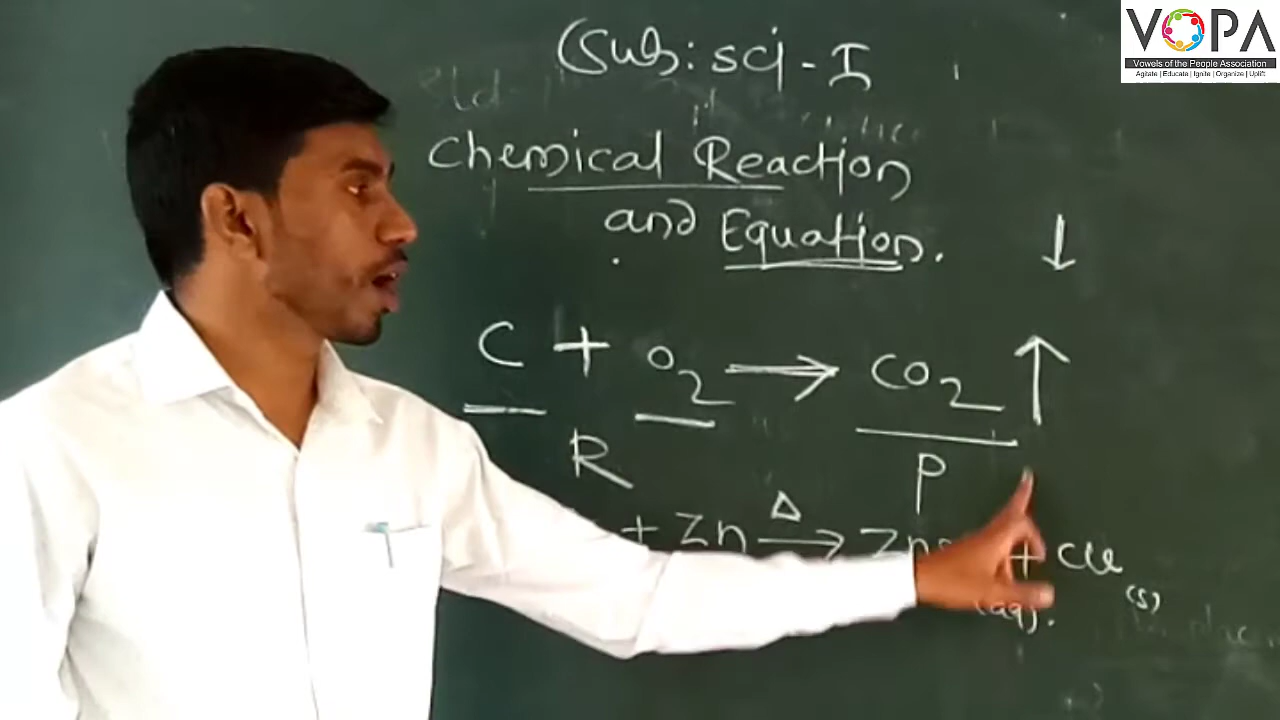 VOPA
Vowels of the People Association
Agitate | Educate | Ignite | Organize | Uplift
(Sub: sci - I
Chemical Reaction
and Equation.
↓
C + O2 → CO2 ↑
R P
+ Zn Δ → Zn + Cu
(aq). (s)